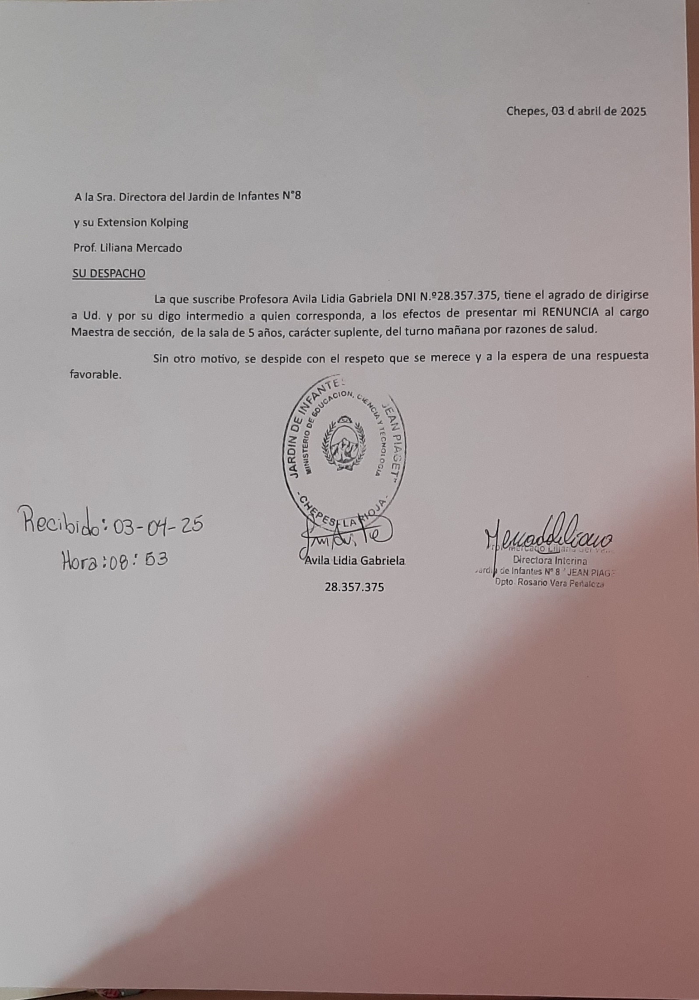 Chepes, 03 d abril de 2025
A la Sra. Directora del Jardin de Infantes N°8
y su Extension Kolping
Prof. Liliana Mercado
SU DESPACHO
La que suscribe Profesora Avila Lidia Gabriela DNI N.º28.357.375, tiene el agrado de dirigirse
a Ud. y por su digo intermedio a quien corresponda, a los efectos de presentar mi RENUNCIA al cargo
Maestra de sección, de la sala de 5 años, carácter suplente, del turno mañana por razones de salud.
Sin otro motivo, se despide con el respeto que se merece y a la espera de una respuesta
favorable.
JARDIN DE INFANTES
JEAN PIAGET"
MINISTERIO DE EDUCACION, CIENCIA Y TECNOLOGIA
- CHEPES - LA RIOJA -
Recibido: 03-04-25
Hora: 08: 53
Avila Lidia Gabriela
28.357.375
Mercado Liliana del
Directora Interina
Jardin de Infantes Nº 8 "JEAN PIAGE
Dpto. Rosario Vera Peñaloza